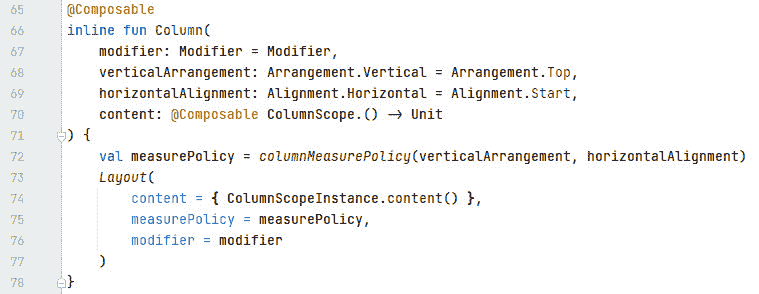 65 @Composable
66 inline fun Column(
67     modifier: Modifier = Modifier,
68     verticalArrangement: Arrangement.Vertical = Arrangement.Top,
69     horizontalAlignment: Alignment.Horizontal = Alignment.Start,
70     content: @Composable ColumnScope.() → Unit
71 ) {
72     val measurePolicy = columnMeasurePolicy(verticalArrangement, horizontalAlignment)
73     Layout(
74         content = { ColumnScopeInstance.content() },
75         measurePolicy = measurePolicy,
76         modifier = modifier
77     )
78 }